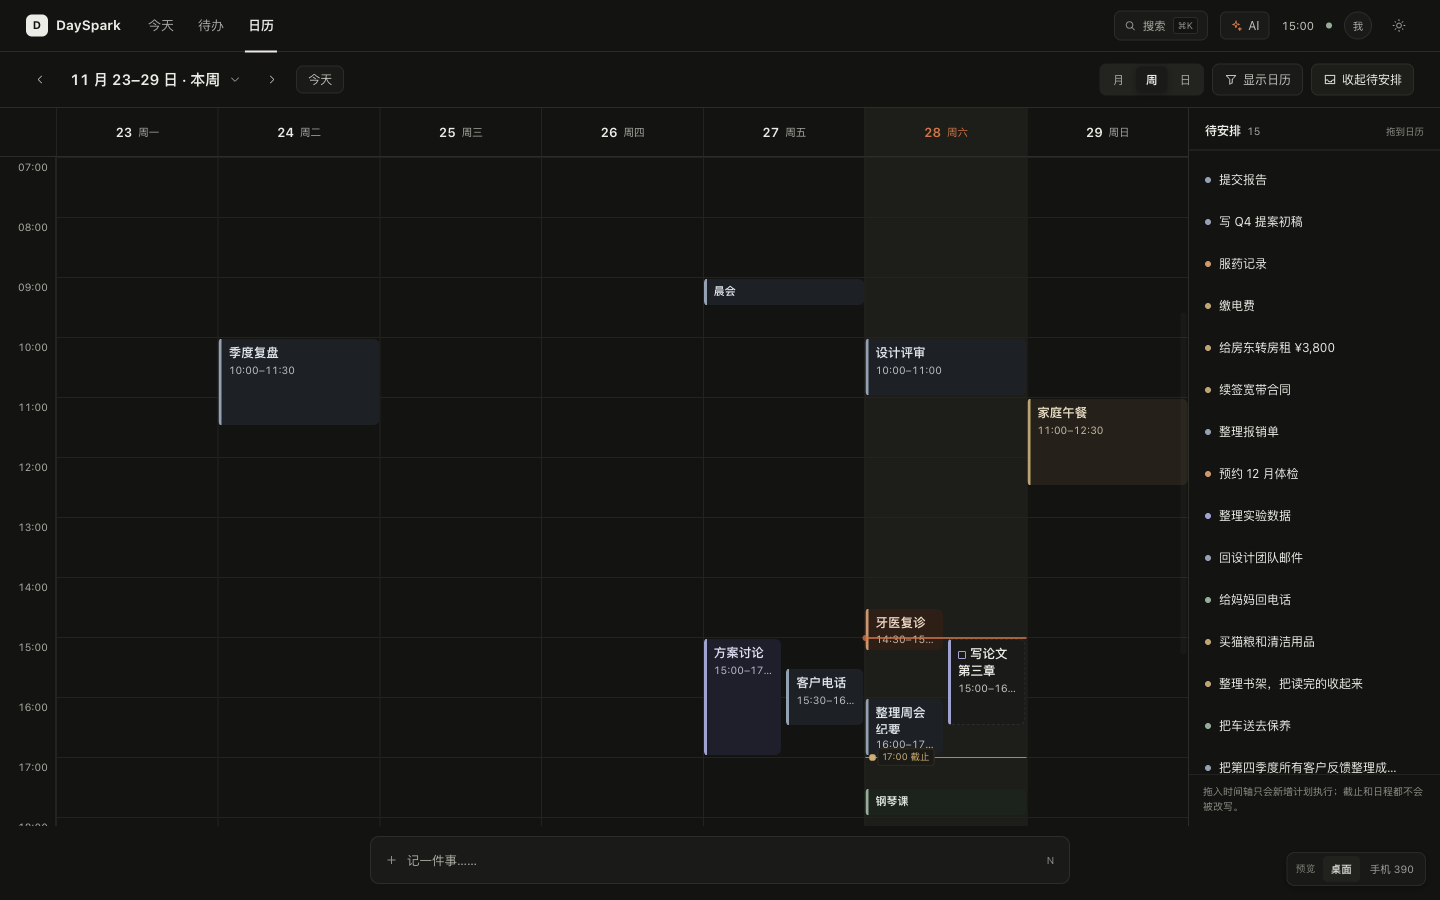 D DaySpark 今天 待办 日历 搜索 ⌘K AI 15:00 我
11 月 23–29 日 · 本周 今天 月 周 日 显示日历 收起待安排
23 周一 24 周二 25 周三 26 周四 27 周五 28 周六 29 周日
待安排 15 拖到日历
07:00
08:00
09:00
10:00
11:00
12:00
13:00
14:00
15:00
16:00
17:00
季度复盘
10:00–11:30
晨会
方案讨论
15:00–17...
客户电话
15:30–16...
设计评审
10:00–11:00
牙医复诊
14:30–15...
写论文
第三章
15:00–16...
整理周会
纪要
16:00–17...
17:00 截止
钢琴课
家庭午餐
11:00–12:30
提交报告
写 Q4 提案初稿
服药记录
缴电费
给房东转房租 ¥3,800
续签宽带合同
整理报销单
预约 12 月体检
整理实验数据
回设计团队邮件
给妈妈回电话
买猫粮和清洁用品
整理书架，把读完的收起来
把车送去保养
把第四季度所有客户反馈整理成...
拖入时间轴只会新增计划执行；截止和日程都不会
被改写。
+ 记一件事…… N
预览 桌面 手机 390